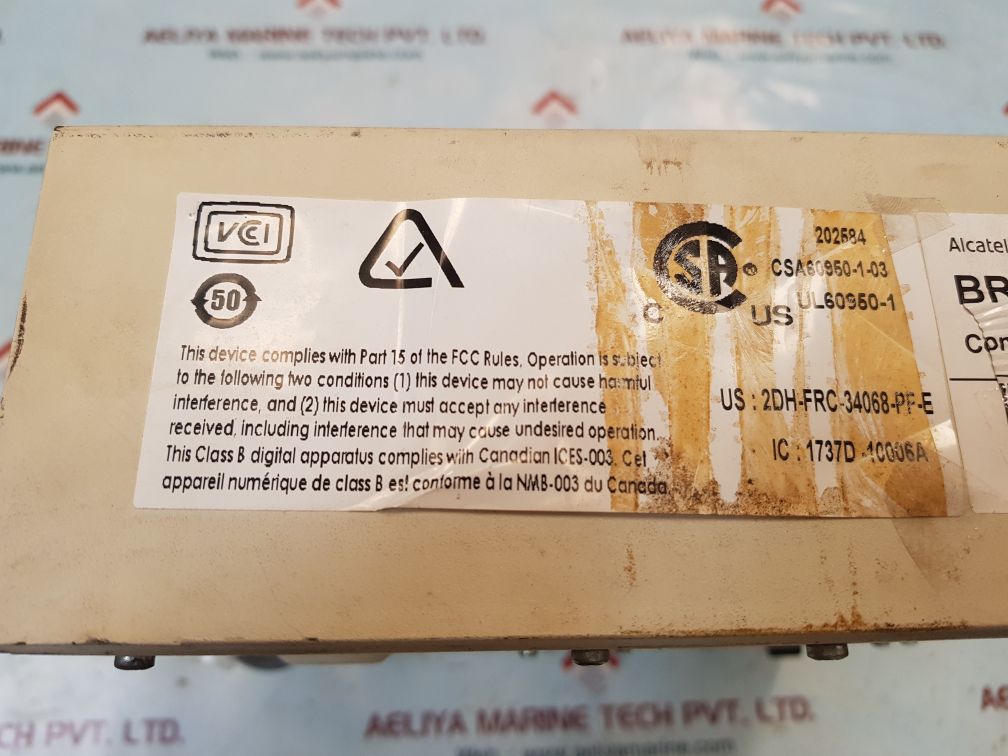 AELIYA MARINE TECH PVT. LTD.
AELIYA MARINE TECH PVT. LTD.
VCCI
50
CSA
C
US
202584
CSA60950-1-03
UL60950-1
This device complies with Part 15 of the FCC Rules, Operation is subject
to the following two conditions (1) this device may not cause harmful
interference, and (2) this device must accept any interference
received, including interference that may cause undesired operation.
This Class B digital apparatus complies with Canadian ICES-003. Cet
appareil numérique de class B est conforme à la NMB-003 du Canada.
US : 2DH-FRC-34068-PF-E
IC : 1737D -10006A
Alcatel
BR
Con
AELIYA MARINE TECH PVT. LTD.
www.aeliyamarine.com